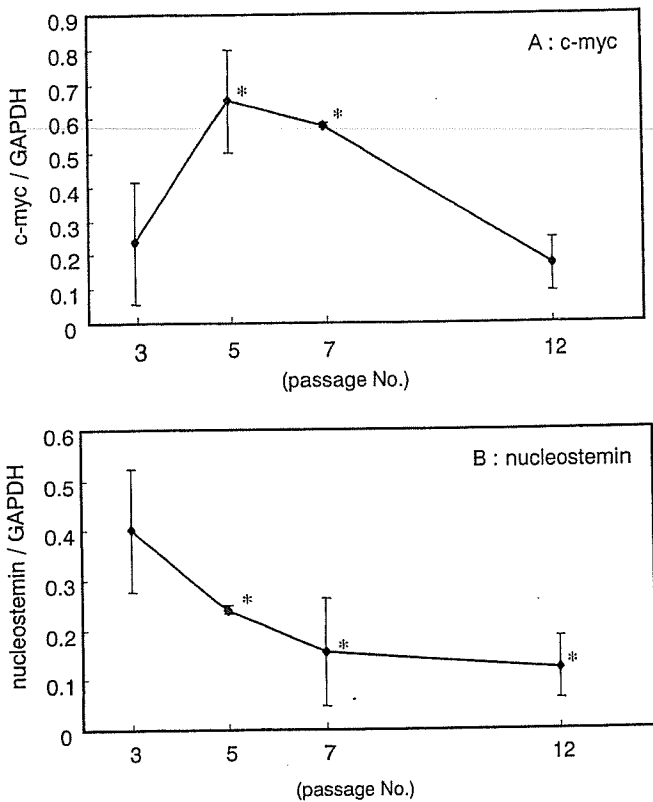 0.9
0.8
0.7
0.6
0.5
0.4
0.3
0.2
0.1
0
c-myc / GAPDH
A : c-myc
*
*
3 5 7 12
(passage No.)
0.6
0.5
0.4
0.3
0.2
0.1
0
nucleostemin / GAPDH
B : nucleostemin
*
*
*
3 5 7 12
(passage No.)